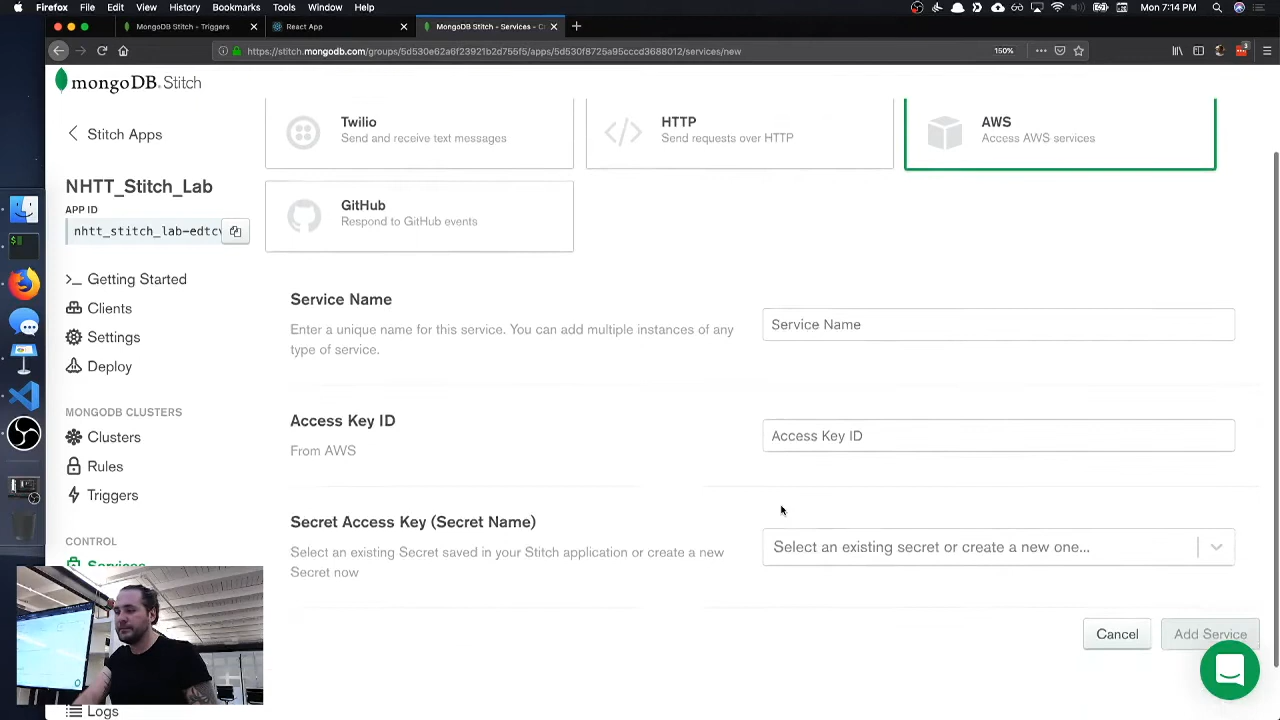 Firefox File Edit View History Bookmarks Tools Window Help
Mon 7:14 PM
MongoDB Stitch - Triggers
React App
MongoDB Stitch - Services - C
https://stitch.mongodb.com/groups/5d530e62a6f23921b2d755f5/apps/5d530f8725a95cccd3688012/services/new
150%
mongoDB. Stitch
Stitch Apps
NHTT_Stitch_Lab
APP ID
nhtt_stitch_lab-edtcv
Getting Started
Clients
Settings
Deploy
MONGODB CLUSTERS
Clusters
Rules
Triggers
CONTROL
Services
Logs
Twilio
Send and receive text messages
HTTP
Send requests over HTTP
AWS
Access AWS services
GitHub
Respond to GitHub events
Service Name
Enter a unique name for this service. You can add multiple instances of any
type of service.
Service Name
Access Key ID
From AWS
Access Key ID
Secret Access Key (Secret Name)
Select an existing Secret saved in your Stitch application or create a new
Secret now
Select an existing secret or create a new one...
Cancel
Add Service